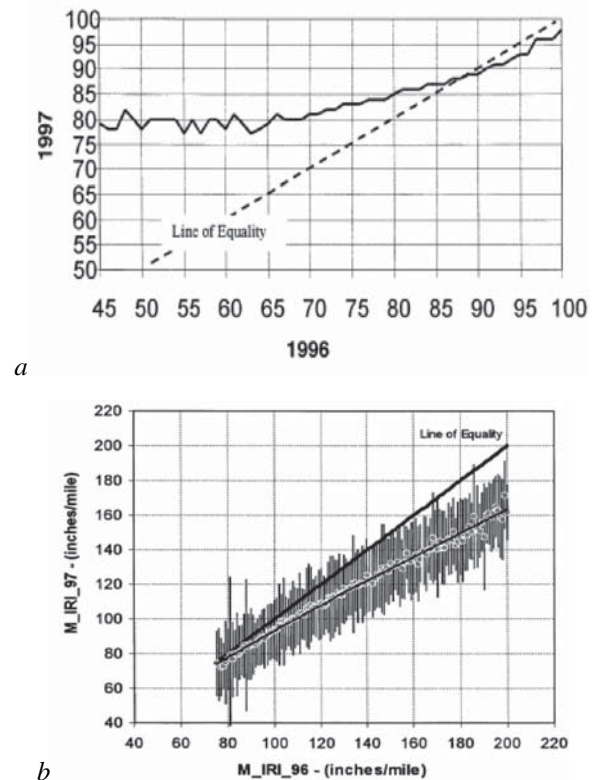 100
95
90
85
80
75
70
65
60
55
50
1997
Line of Equality
45 50 55 60 65 70 75 80 85 90 95 100
1996
a
220
200
180
160
140
120
100
80
60
40
M_IRI_97 - (inches/mile)
Line of Equality
40 60 80 100 120 140 160 180 200 220
M_IRI_96 - (inches/mile)
b